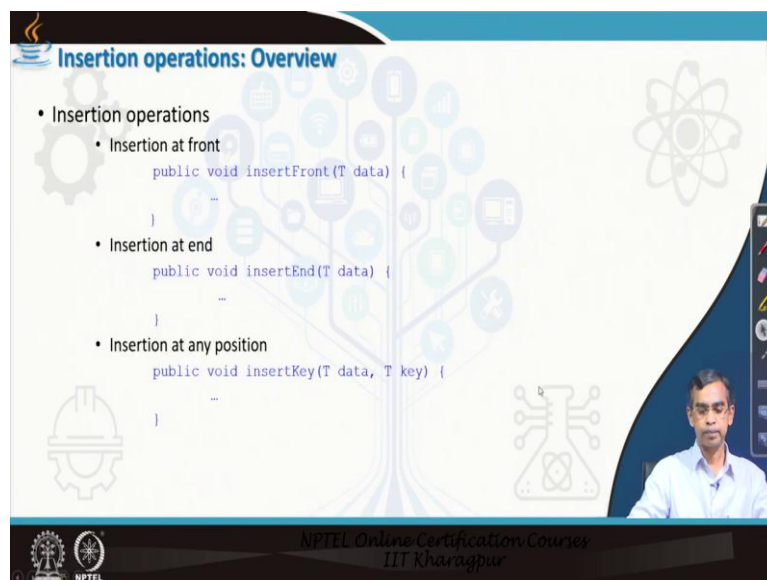 Insertion operations: Overview
• Insertion operations
• Insertion at front
public void insertFront(T data) {
…
}
• Insertion at end
public void insertEnd(T data) {
…
}
• Insertion at any position
public void insertKey(T data, T key) {
…
}
NPTEL Online Certification Courses
IIT Kharagpur
NPTEL